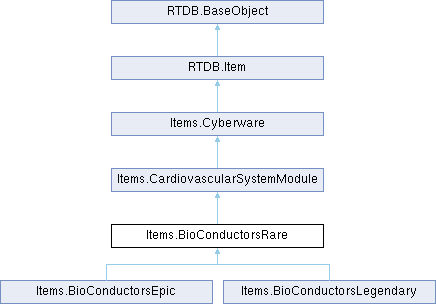 RTDB.BaseObject
RTDB.Item
Items.Cyberware
Items.CardiovascularSystemModule
Items.BioConductorsRare
Items.BioConductorsEpic
Items.BioConductorsLegendary